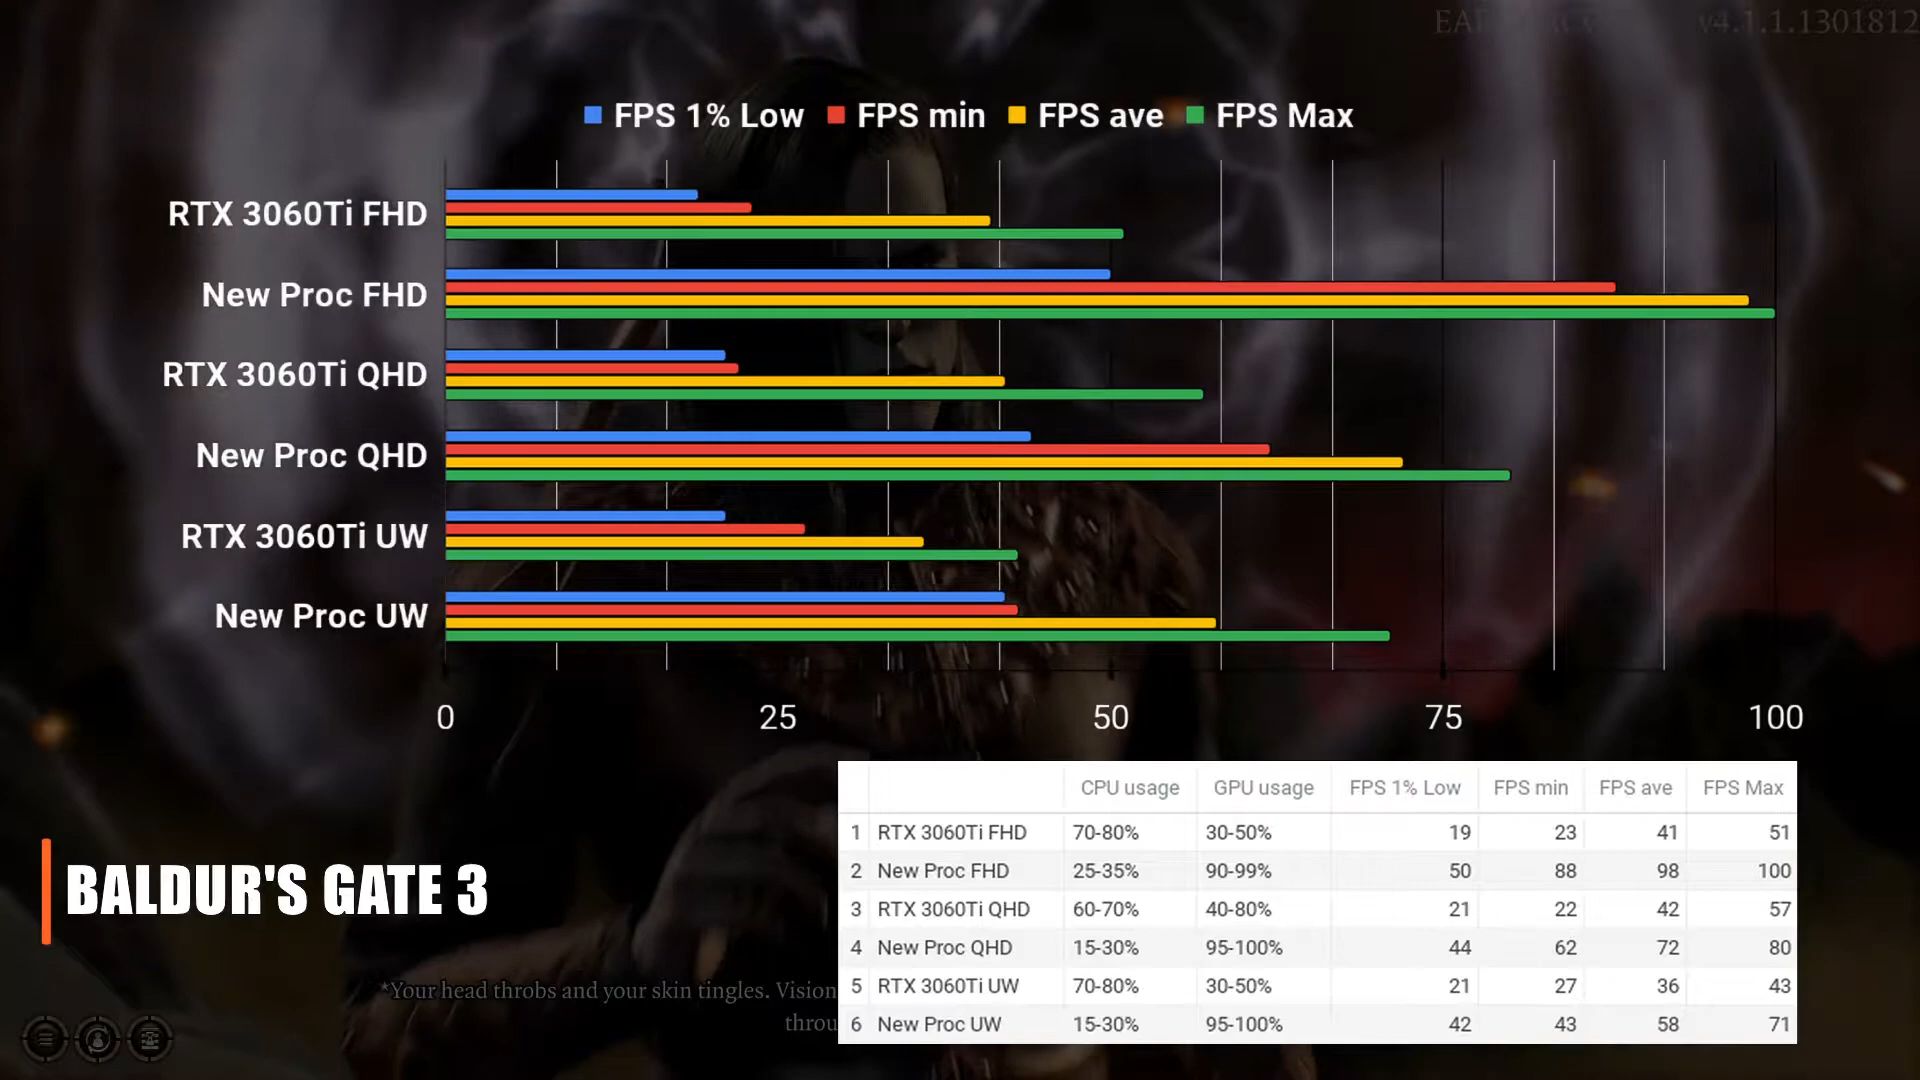 v4.1.1.1301812
FPS 1% Low FPS min FPS ave FPS Max
RTX 3060Ti FHD
New Proc FHD
RTX 3060Ti QHD
New Proc QHD
RTX 3060Ti UW
New Proc UW
0 25 50 75 100
CPU usage GPU usage FPS 1% Low FPS min FPS ave FPS Max
1 RTX 3060Ti FHD 70-80% 30-50% 19 23 41 51
2 New Proc FHD 25-35% 90-99% 50 88 98 100
3 RTX 3060Ti QHD 60-70% 40-80% 21 22 42 57
4 New Proc QHD 15-30% 95-100% 44 62 72 80
5 RTX 3060Ti UW 70-80% 30-50% 21 27 36 43
6 New Proc UW 15-30% 95-100% 42 43 58 71
BALDUR'S GATE 3
*Your head throbs and your skin tingles. Vision